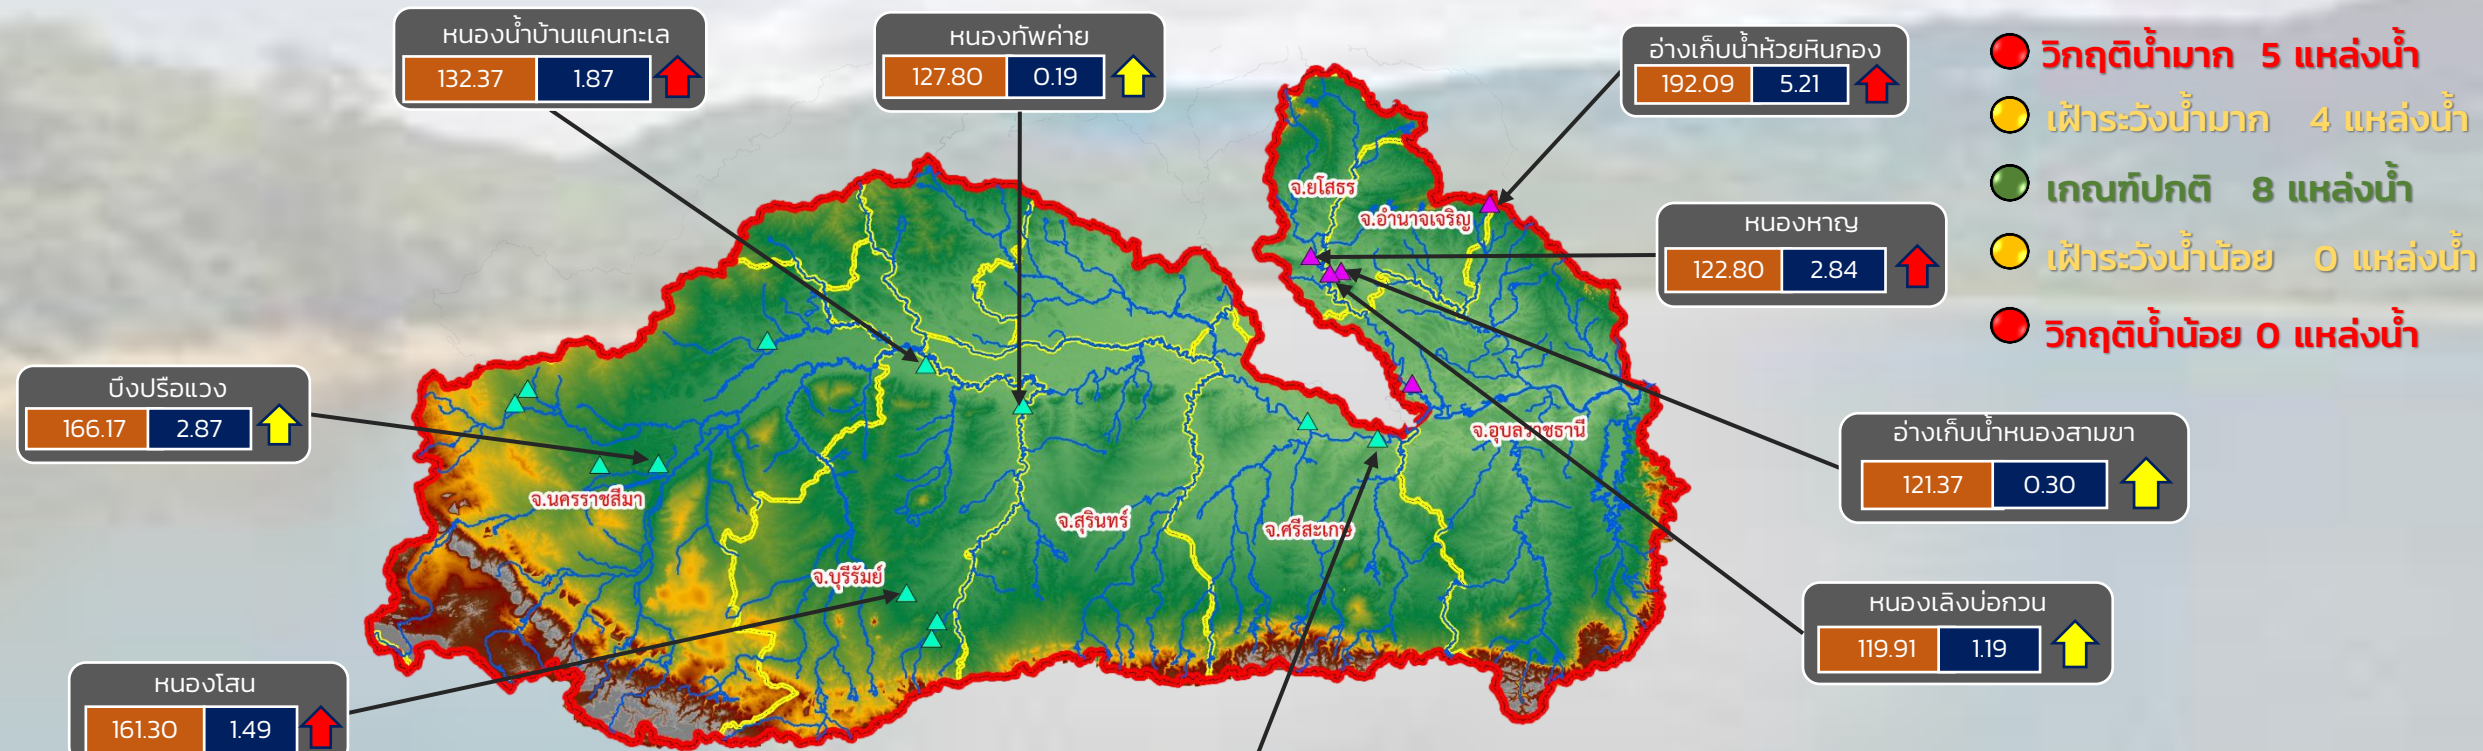 หนองน้ำบ้านแคนทะเล
132.37 1.87
หนองทัพค่าย
127.80 0.19
อ่างเก็บน้ำห้วยหินกอง
192.09 5.21
วิกฤติน้ำมาก 5 แหล่งน้ำ
เฝ้าระวังน้ำมาก 4 แหล่งน้ำ
เกณฑ์ปกติ 8 แหล่งน้ำ
เฝ้าระวังน้ำน้อย 0 แหล่งน้ำ
วิกฤติน้ำน้อย 0 แหล่งน้ำ
จ.ยโสธร
จ.อำนาจเจริญ
หนองหาญ
122.80 2.84
บึงปรือแวง
166.17 2.87
จ.อุบลราชธานี
อ่างเก็บน้ำหนองสามขา
121.37 0.30
จ.นครราชสีมา
จ.สุรินทร์
จ.ศรีสะเกษ
จ.บุรีรัมย์
หนองเลิงบ่อกวน
119.91 1.19
หนองโสน
161.30 1.49